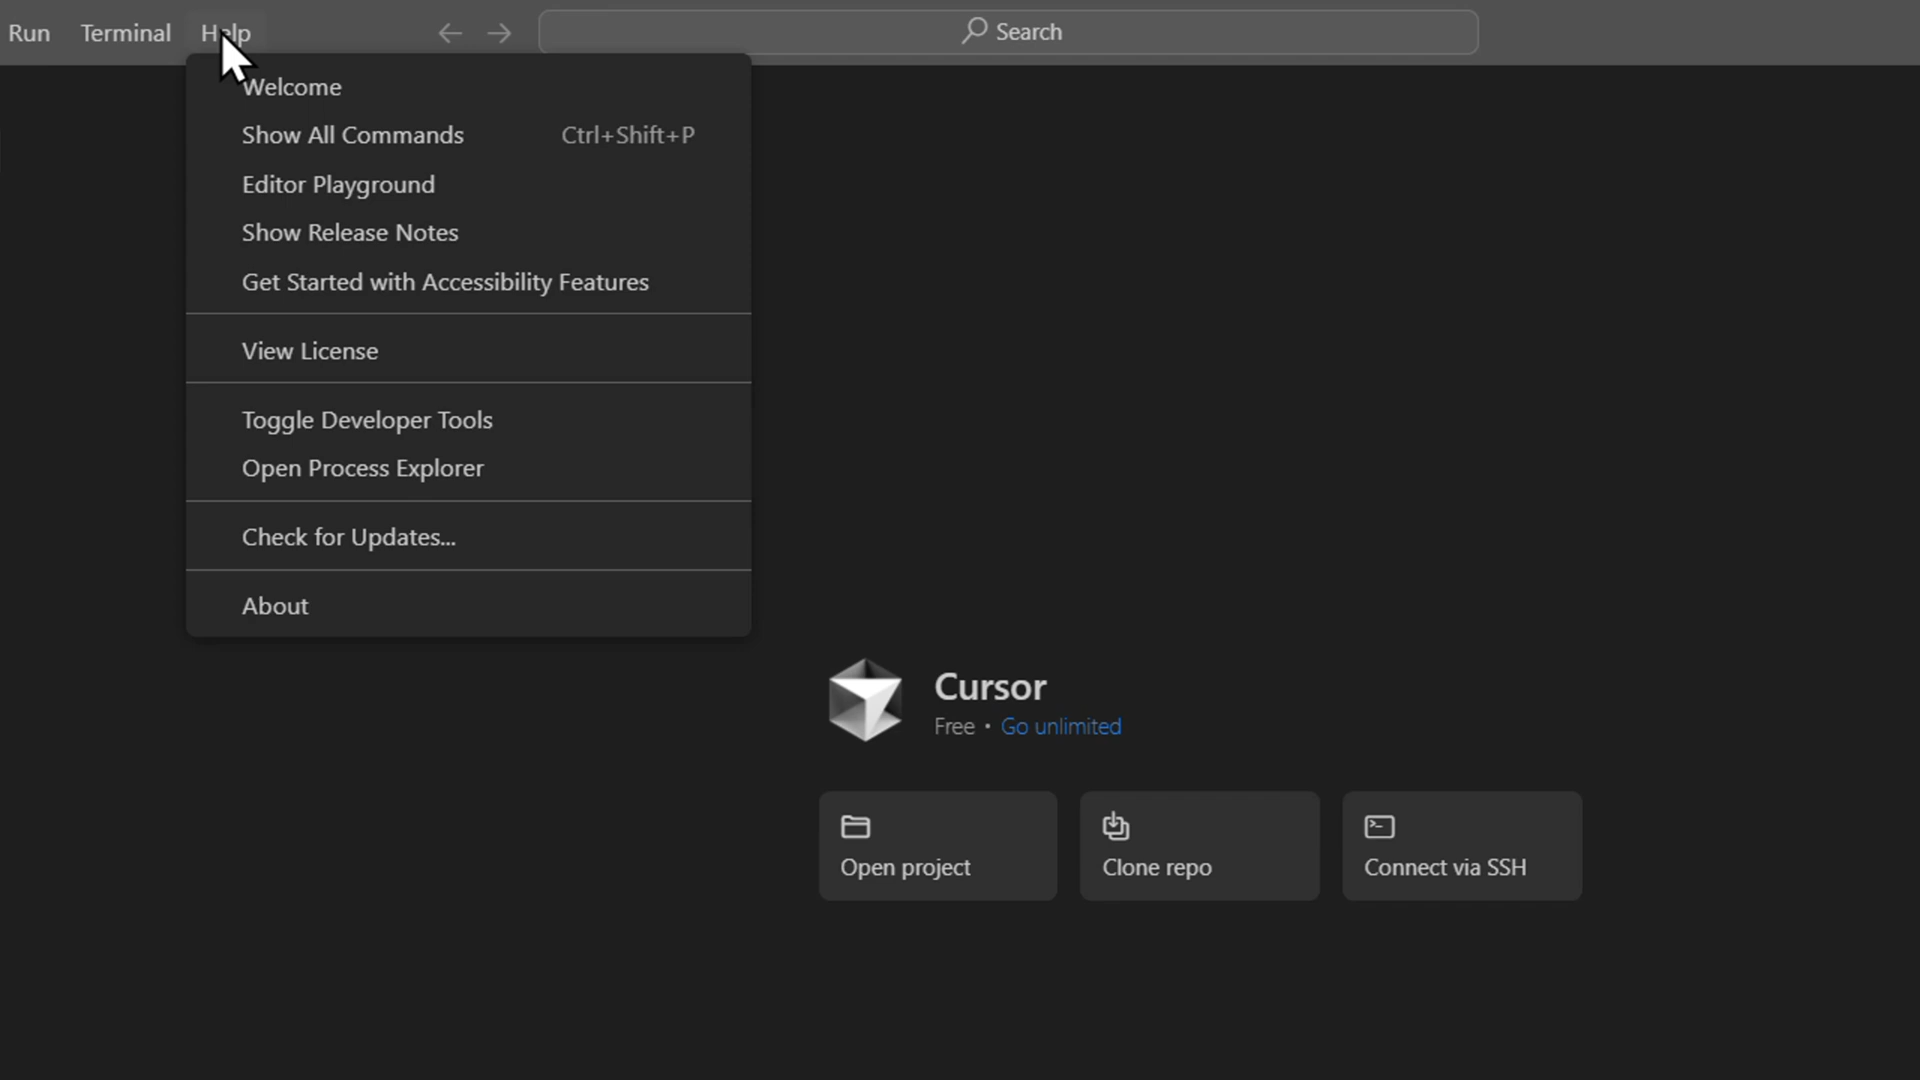 Run Terminal Help Search
Welcome
Show All Commands Ctrl+Shift+P
Editor Playground
Show Release Notes
Get Started with Accessibility Features
View License
Toggle Developer Tools
Open Process Explorer
Check for Updates...
About
Cursor
Free • Go unlimited
Open project
Clone repo
Connect via SSH